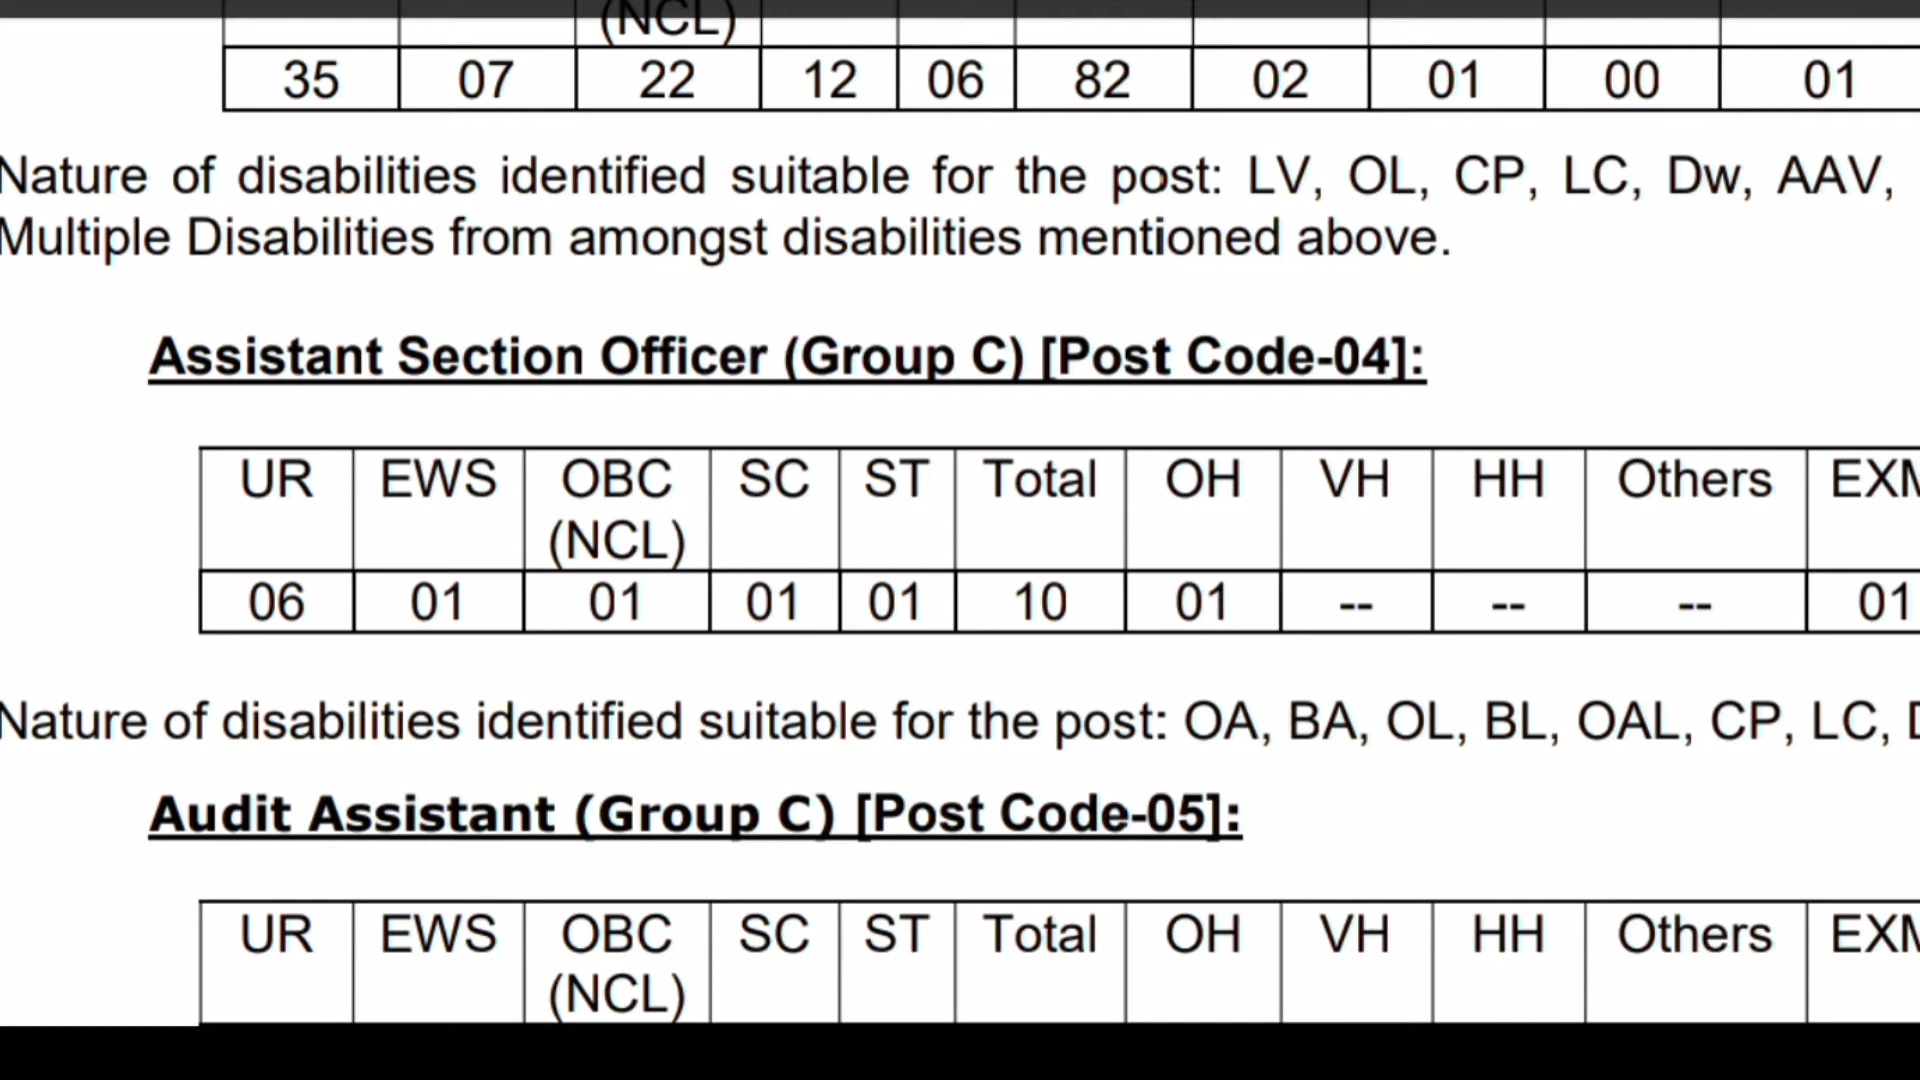 (NCL)
35 07 22 12 06 82 02 01 00 01
Nature of disabilities identified suitable for the post: LV, OL, CP, LC, Dw, AAV,
Multiple Disabilities from amongst disabilities mentioned above.
Assistant Section Officer (Group C) [Post Code-04]:
UR EWS OBC SC ST Total OH VH HH Others EXM
(NCL)
06 01 01 01 01 10 01 -- -- -- 01
Nature of disabilities identified suitable for the post: OA, BA, OL, BL, OAL, CP, LC,
Audit Assistant (Group C) [Post Code-05]:
UR EWS OBC SC ST Total OH VH HH Others EXM
(NCL)